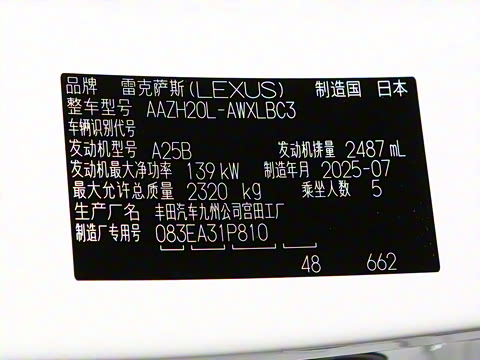 品牌 雷克萨斯(LEXUS) 制造国 日本
整车型号 AAZH20L-AWXLBC3
车辆识别代号
发动机型号 A25B 发动机排量 2487 mL
发动机最大净功率 139 kW 制造年月 2025-07
最大允许总质量 2320 kg 乘坐人数 5
生产厂名 丰田汽车九州公司宫田工厂
制造厂专用号 083EA31P810
48 662